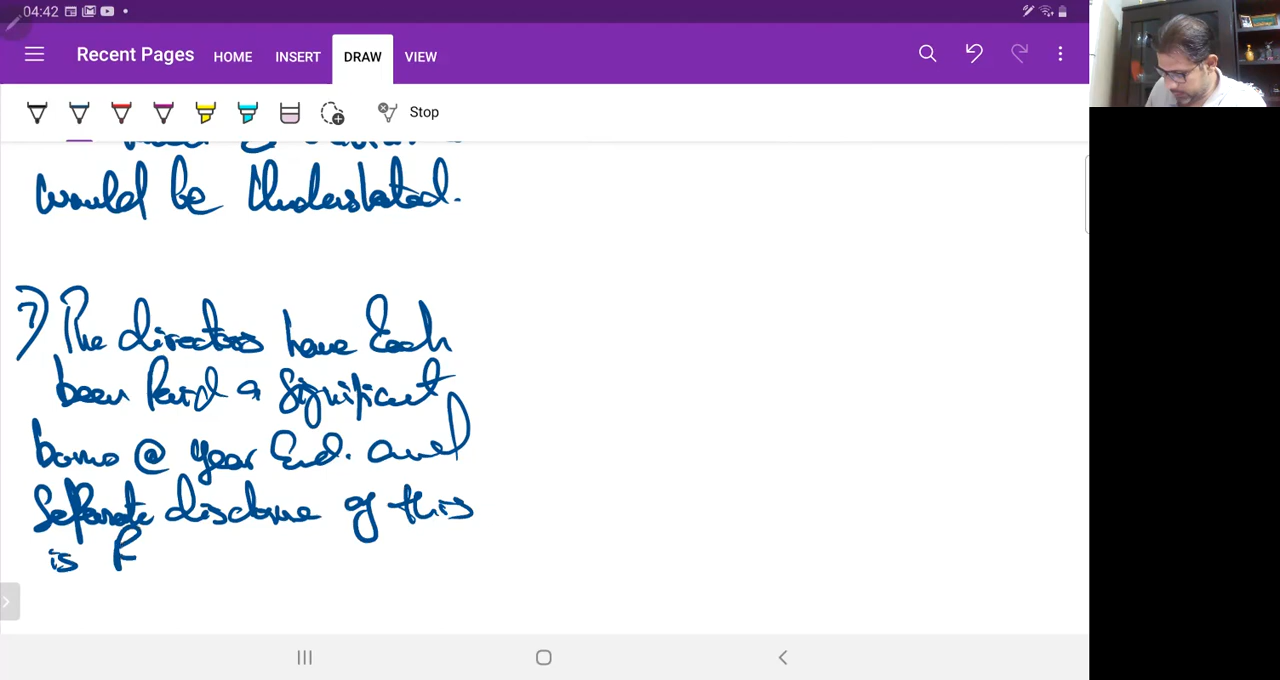 04:42
Recent Pages HOME INSERT DRAW VIEW
Stop
would be Understated.
7) The directors have Each
been Paid a Significant
bonus @ year End. and
Separate disclosure of this
is R